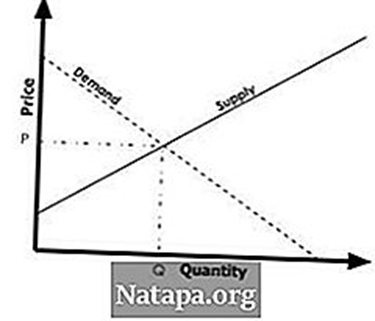 Demand
Supply
Price
P
Q Quantity
Natapa.org